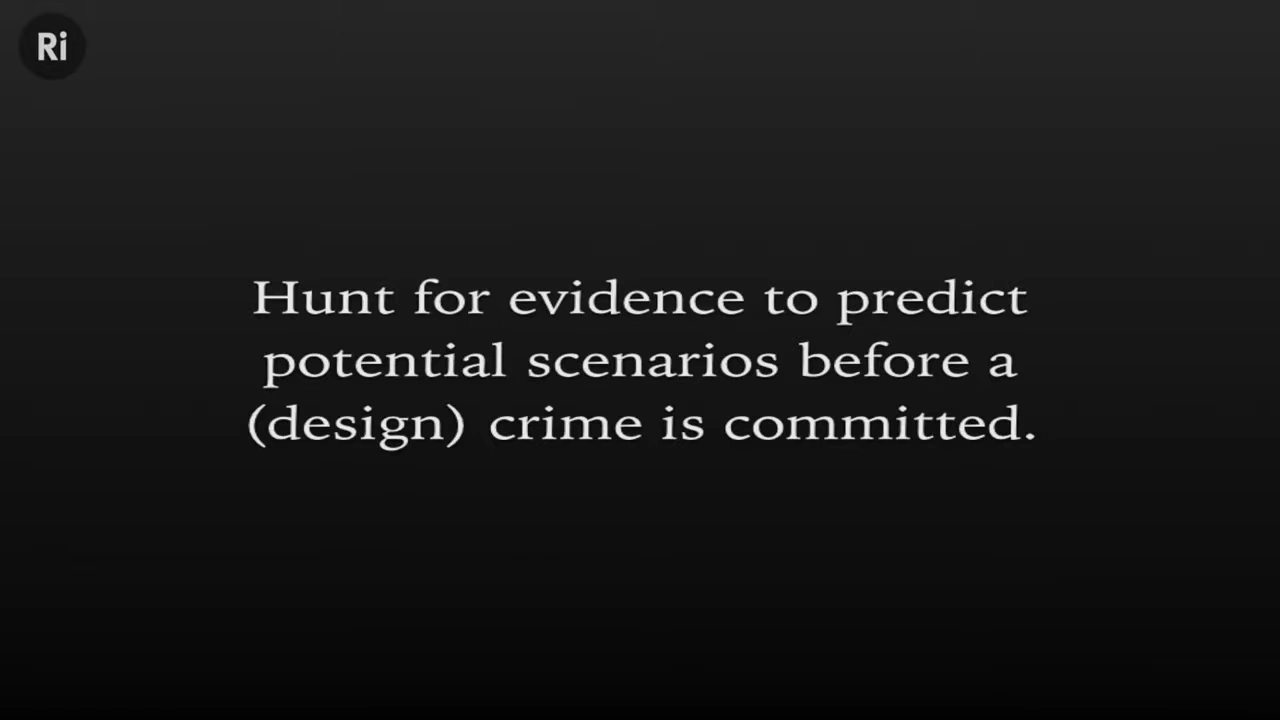 Ri
Hunt for evidence to predict
potential scenarios before a
(design) crime is committed.